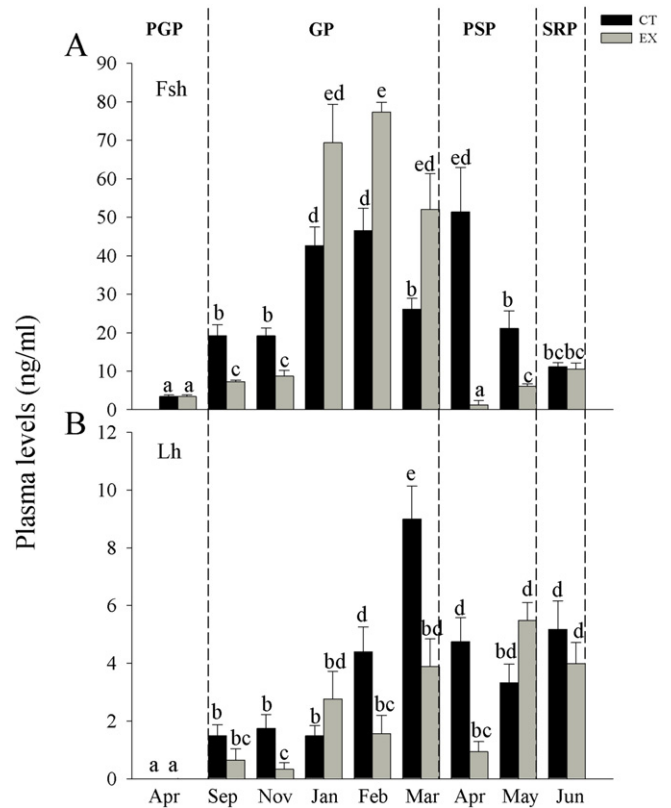 PGP GP PSP SRP
CT
EX
A
Fsh
90
80
70
60
50
40
30
20
10
0
a a b c b c d ed d e b ed ed a b c bc bc
Plasma levels (ng/ml)
B
Lh
12
10
8
6
4
2
0
a a b bc b c b bd d bc e bd d bc bd d d d
Apr Sep Nov Jan Feb Mar Apr May Jun